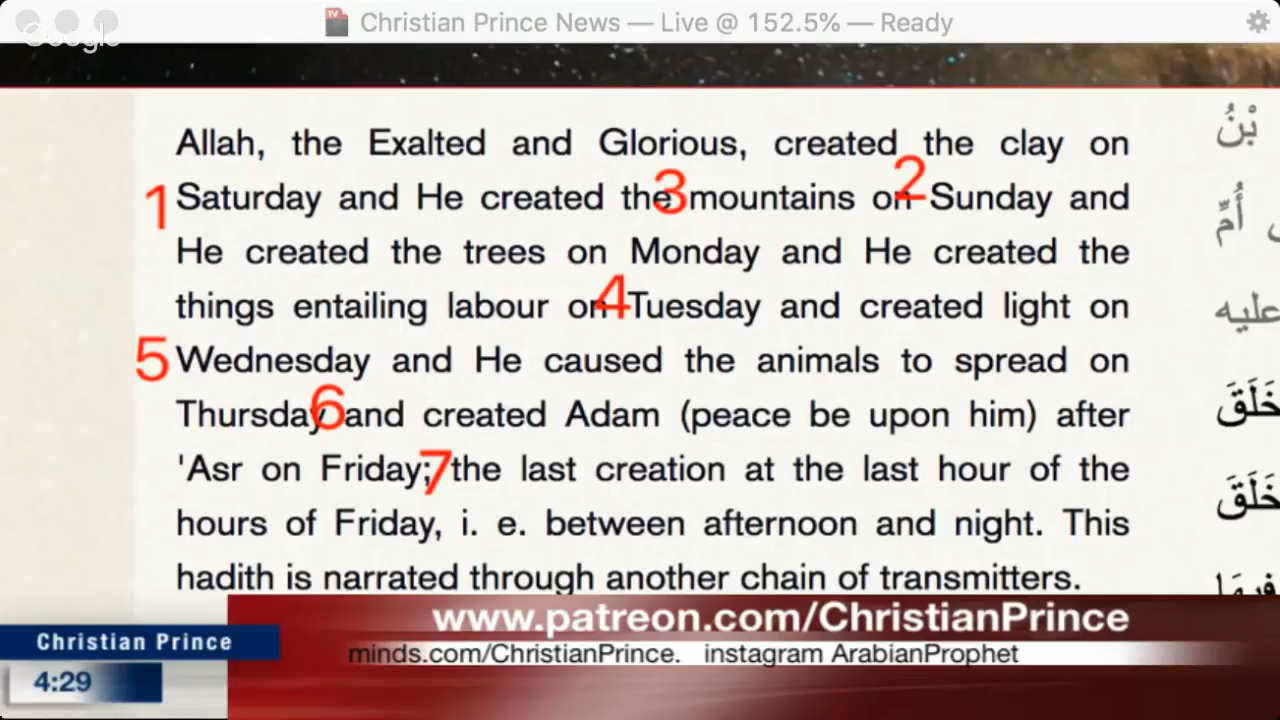 Christian Prince News — Live @ 152.5% — Ready
Google
Allah, the Exalted and Glorious, created the clay on
1 Saturday and He created the 3 mountains on 2 Sunday and
He created the trees on Monday and He created the
things entailing labour on 4 Tuesday and created light on
5 Wednesday and He caused the animals to spread on
Thursday 6 and created Adam (peace be upon him) after
'Asr on Friday; 7 the last creation at the last hour of the
hours of Friday, i. e. between afternoon and night. This
hadith is narrated through another chain of transmitters.
بْنُ
أُمِّ
عليه
خَلَقَ
خَلَقَ
www.patreon.com/ChristianPrince
Christian Prince
minds.com/ChristianPrince. instagram ArabianProphet
4:29